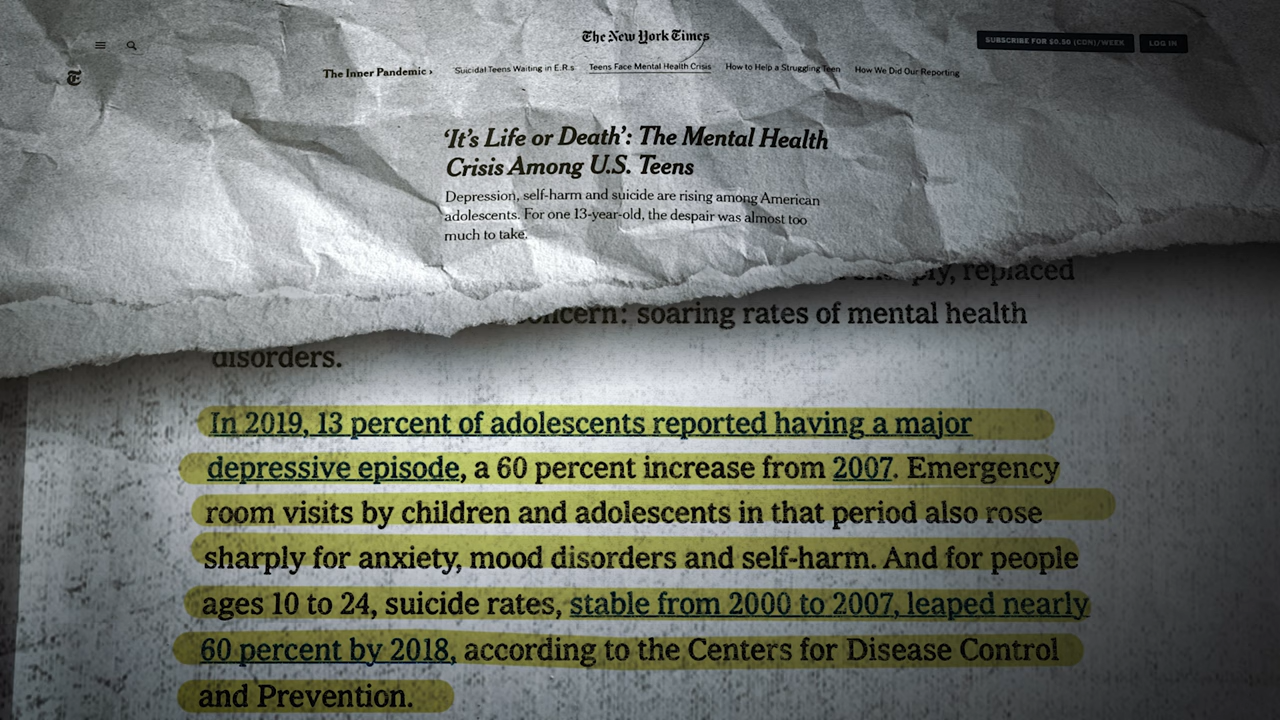 The New York Times
SUBSCRIBE FOR $0.50 (CDN)/WEEK
LOG IN
The Inner Pandemic ›
Suicidal Teens Waiting in E.R.s
Teens Face Mental Health Crisis
How to Help a Struggling Teen
How We Did Our Reporting
‘It’s Life or Death’: The Mental Health
Crisis Among U.S. Teens
Depression, self-harm and suicide are rising among American
adolescents. For one 13-year-old, the despair was almost too
much to take.
replaced
soaring rates of mental health
disorders.
In 2019, 13 percent of adolescents reported having a major
depressive episode, a 60 percent increase from 2007. Emergency
room visits by children and adolescents in that period also rose
sharply for anxiety, mood disorders and self-harm. And for people
ages 10 to 24, suicide rates, stable from 2000 to 2007, leaped nearly
60 percent by 2018, according to the Centers for Disease Control
and Prevention.